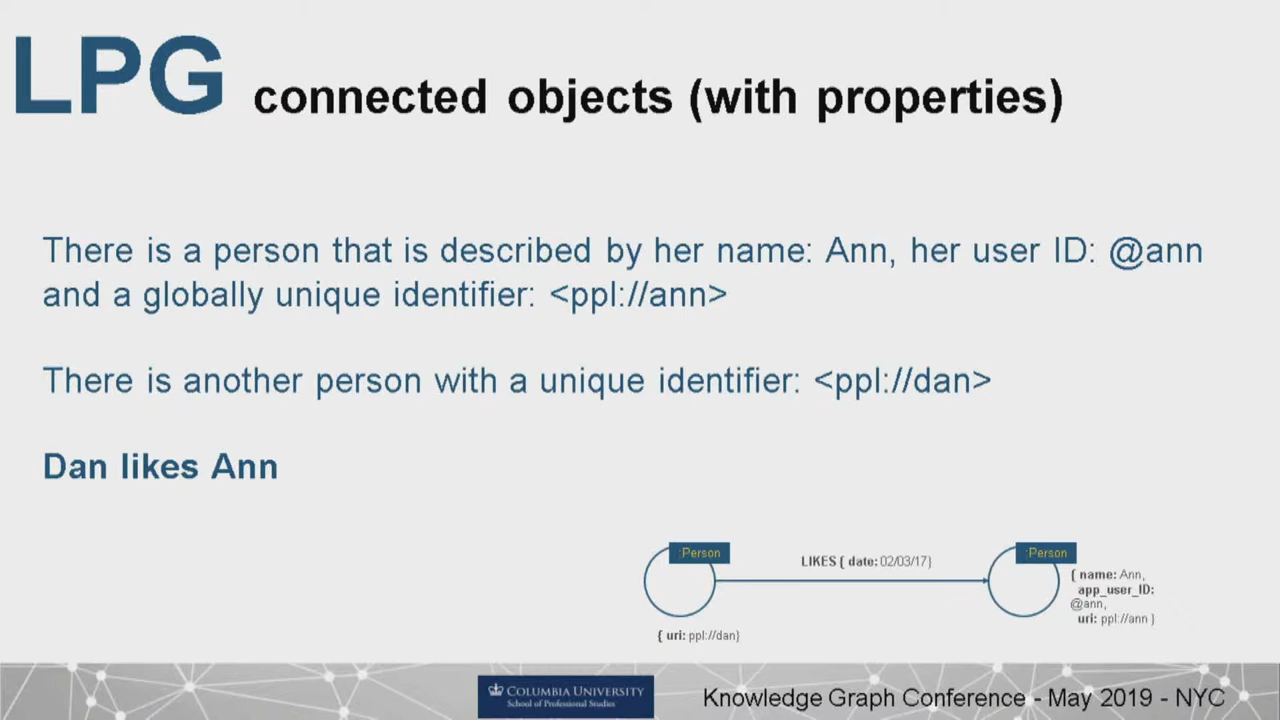 LPG connected objects (with properties)
There is a person that is described by her name: Ann, her user ID: @ann
and a globally unique identifier: <ppl://ann>
There is another person with a unique identifier: <ppl://dan>
Dan likes Ann
:Person
LIKES { date: 02/03/17}
:Person
{ name: Ann,
app_user_ID:
@ann,
uri: ppl://ann }
{ uri: ppl://dan}
COLUMBIA UNIVERSITY
School of Professional Studies
Knowledge Graph Conference - May 2019 - NYC